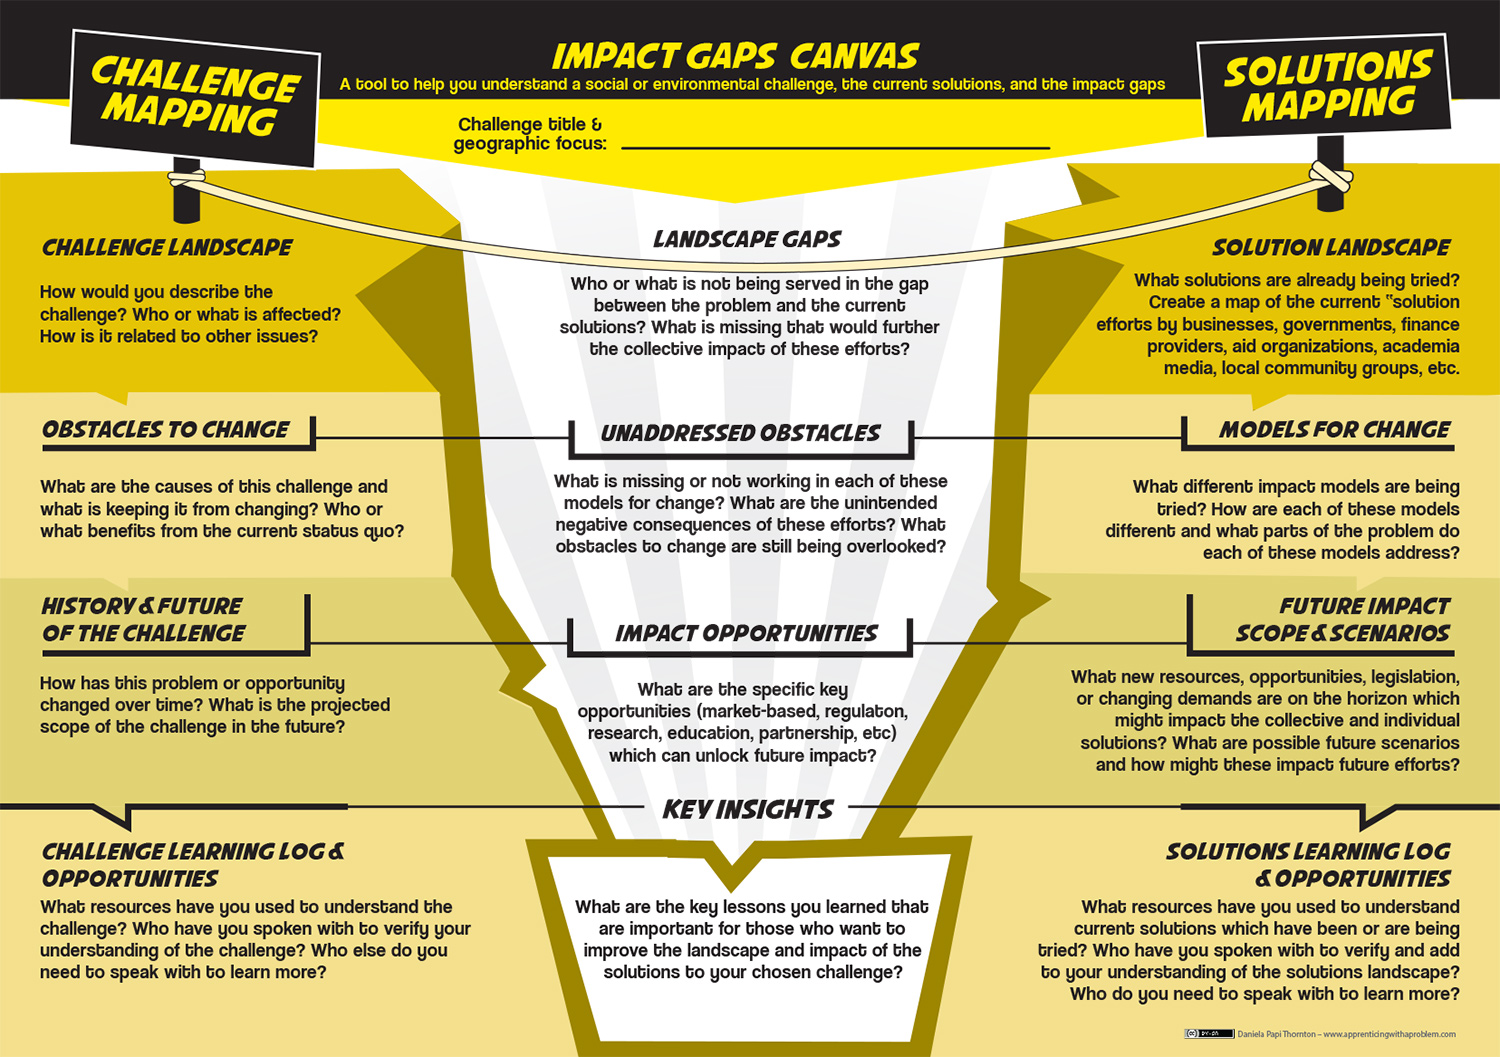 IMPACT GAPS CANVAS
A tool to help you understand a social or environmental challenge, the current solutions, and the impact gaps
Challenge title &
geographic focus:
CHALLENGE
MAPPING
CHALLENGE LANDSCAPE
How would you describe the
challenge? Who or what is affected?
How is it related to other issues?
OBSTACLES TO CHANGE
What are the causes of this challenge and
what is keeping it from changing? Who or
what benefits from the current status quo?
HISTORY & FUTURE
OF THE CHALLENGE
How has this problem or opportunity
changed over time? What is the projected
scope of the challenge in the future?
CHALLENGE LEARNING LOG &
OPPORTUNITIES
What resources have you used to understand the
challenge? Who have you spoken with to verify your
understanding of the challenge? Who else do you
need to speak with to learn more?
LANDSCAPE GAPS
Who or what is not being served in the gap
between the problem and the current
solutions? What is missing that would further
the collective impact of these efforts?
UNADDRESSED OBSTACLES
What is missing or not working in each of these
models for change? What are the unintended
negative consequences of these efforts? What
obstacles to change are still being overlooked?
IMPACT OPPORTUNITIES
What are the specific key
opportunities (market-based, regulaton,
research, education, partnership, etc)
which can unlock future impact?
KEY INSIGHTS
What are the key lessons you learned that
are important for those who want to
improve the landscape and impact of the
solutions to your chosen challenge?
SOLUTIONS
MAPPING
SOLUTION LANDSCAPE
What solutions are already being tried?
Create a map of the current "solution
efforts by businesses, governments, finance
providers, aid organizations, academia
media, local community groups, etc.
MODELS FOR CHANGE
What different impact models are being
tried? How are each of these models
different and what parts of the problem do
each of these models address?
FUTURE IMPACT
SCOPE & SCENARIOS
What new resources, opportunities, legislation,
or changing demands are on the horizon which
might impact the collective and individual
solutions? What are possible future scenarios
and how might these impact future efforts?
SOLUTIONS LEARNING LOG
& OPPORTUNITIES
What resources have you used to understand
current solutions which have been or are being
tried? Who have you spoken with to verify and add
to your understanding of the solutions landscape?
Who do you need to speak with to learn more?
Daniela Papi Thornton – www.apprenticingwithaproblem.com